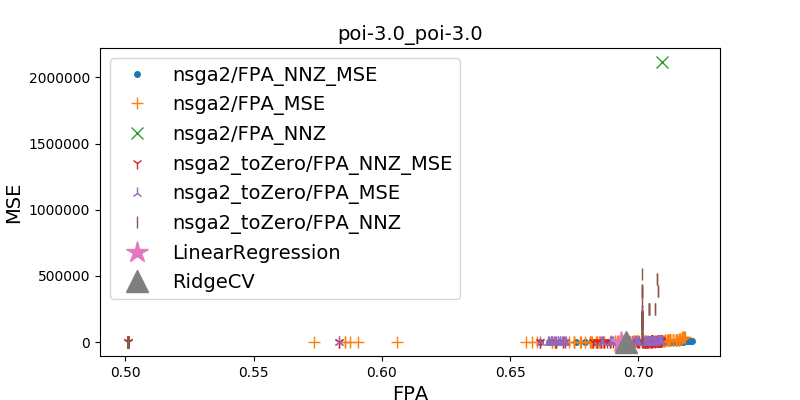 poi-3.0_poi-3.0
MSE
2000000
1500000
1000000
500000
0
nsga2/FPA_NNZ_MSE
nsga2/FPA_MSE
nsga2/FPA_NNZ
nsga2_toZero/FPA_NNZ_MSE
nsga2_toZero/FPA_MSE
nsga2_toZero/FPA_NNZ
LinearRegression
RidgeCV
0.50 0.55 0.60 0.65 0.70
FPA